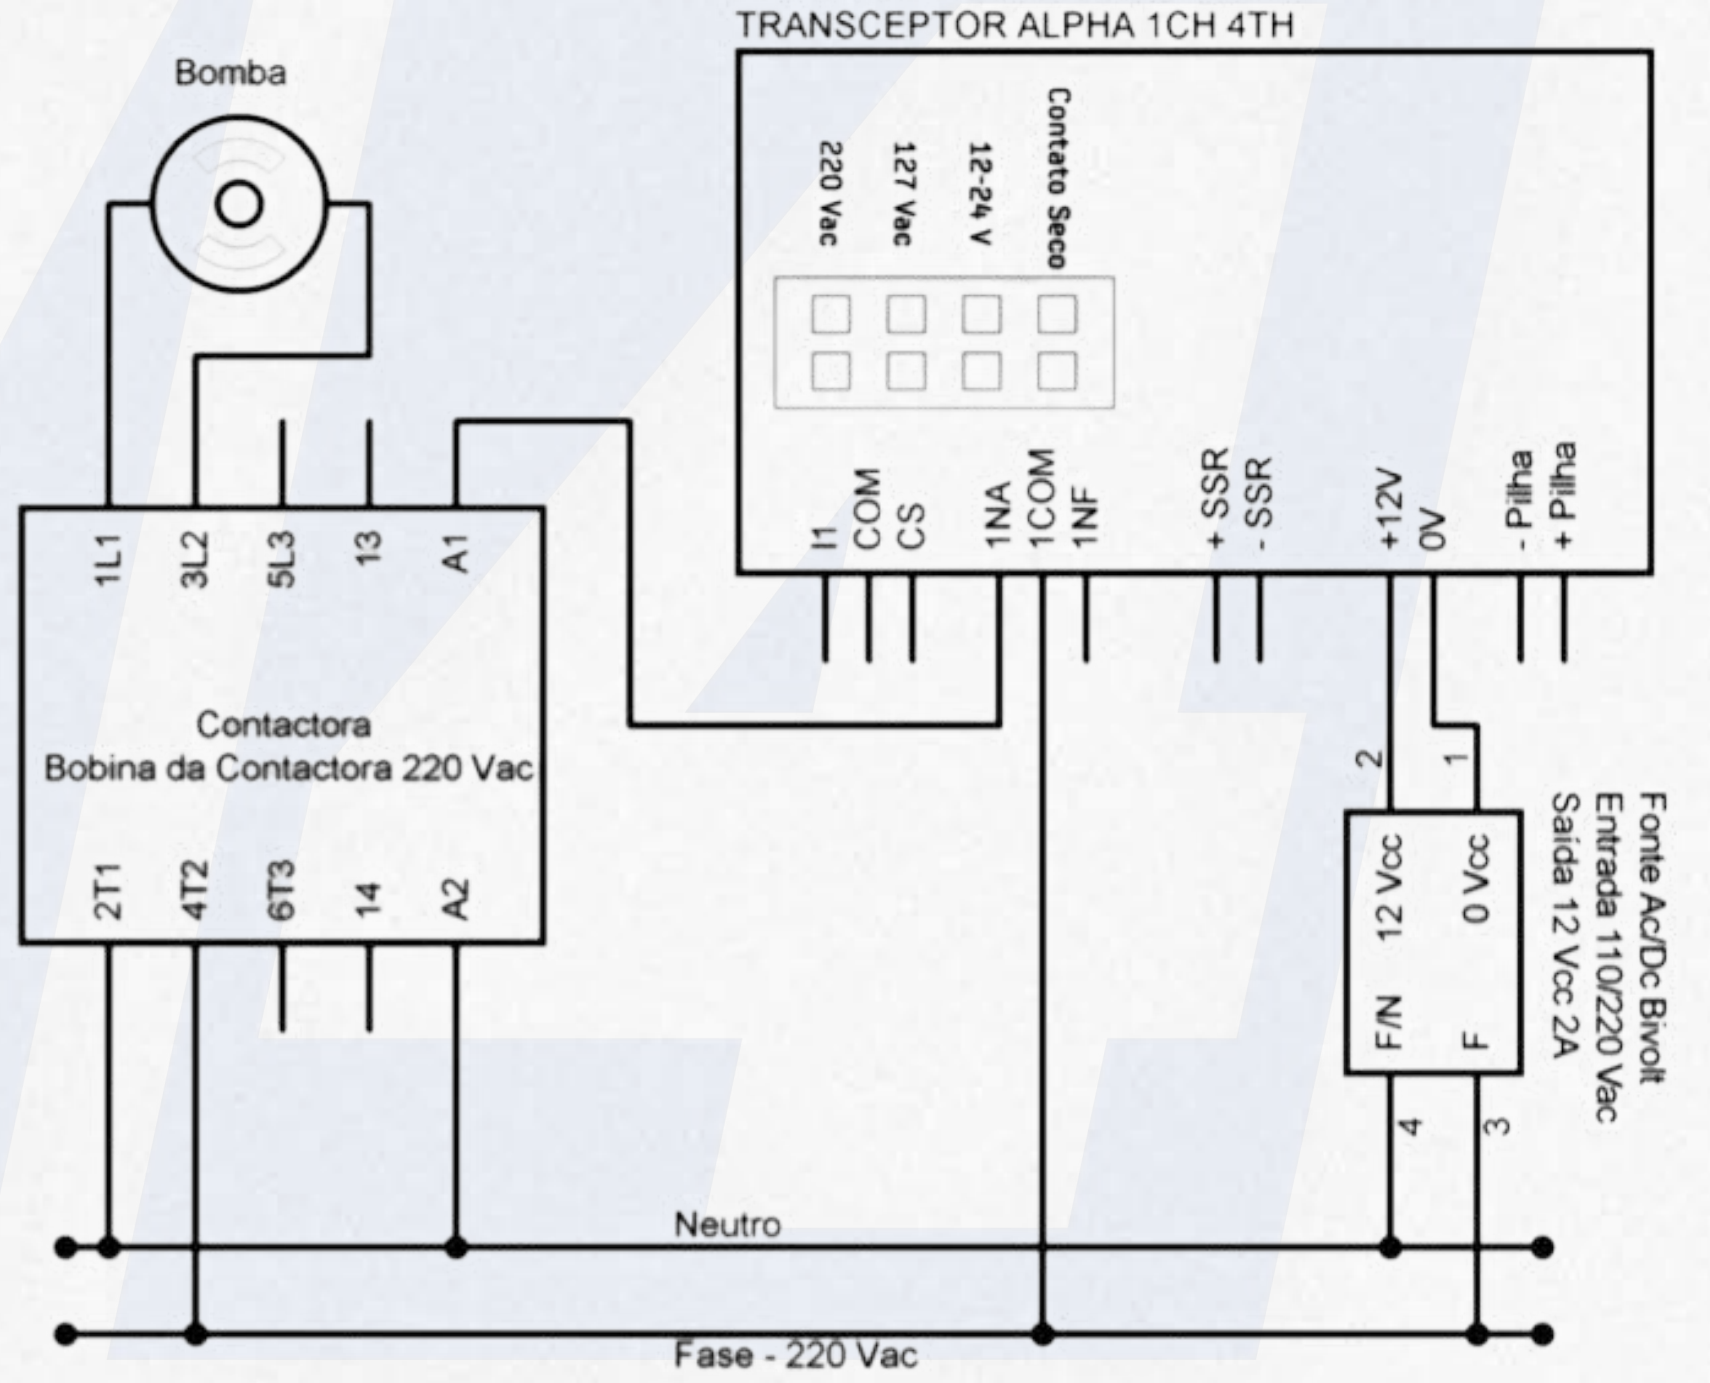 TRANSCEPTOR ALPHA 1CH 4TH
Bomba
220 Vac
127 Vac
12-24 V
Contato Seco
I1
COM
CS
1NA
1COM
1NF
+ SSR
- SSR
+12V
0V
- Pilha
+ Pilha
1L1
3L2
5L3
13
A1
Contactora
Bobina da Contactora 220 Vac
2T1
4T2
6T3
14
A2
2
1
12 Vcc
0 Vcc
F/N
F
4
3
Fonte Ac/Dc Bivolt
Entrada 110/220 Vac
Saída 12 Vcc 2A
Neutro
Fase - 220 Vac